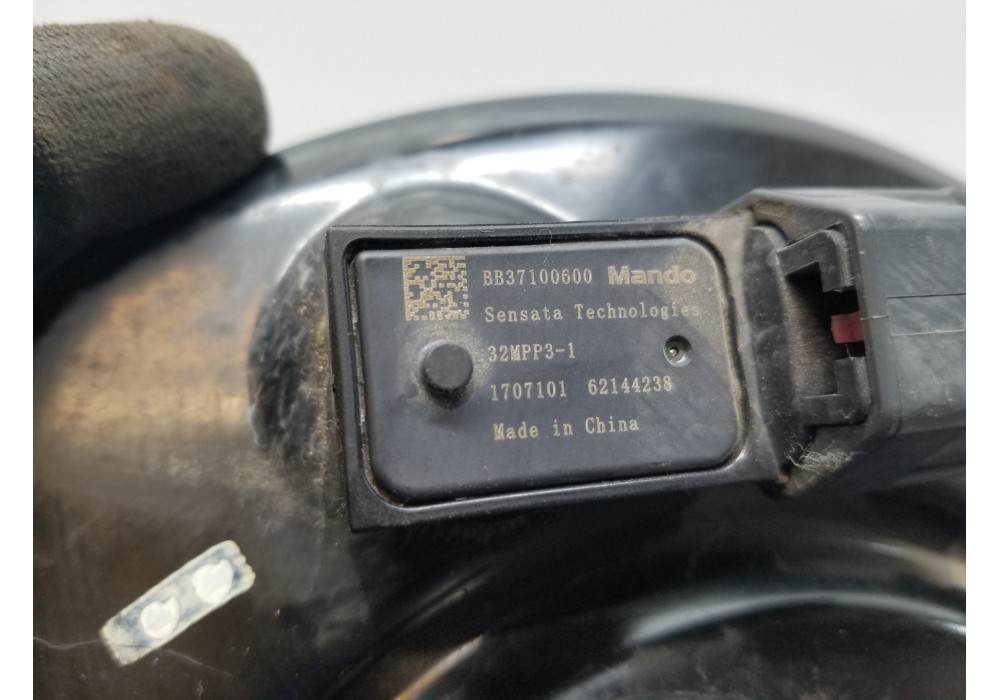 BB37100600 Mando
Sensata Technologies
32MPP3-1
1707101 62144238
Made in China